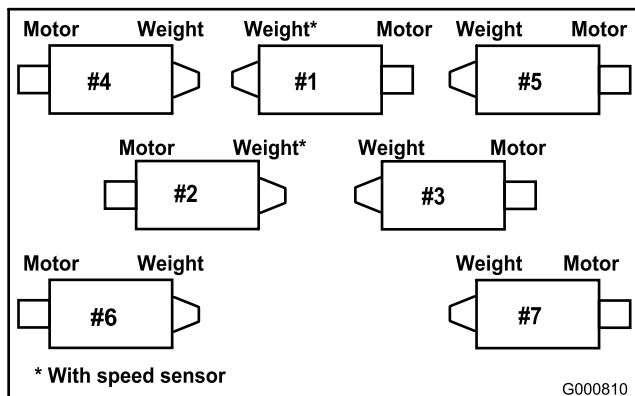 Motor Weight Weight* Motor Weight Motor
#4 #1 #5
Motor Weight* Weight Motor
#2 #3
Motor Weight Weight Motor
#6 #7
* With speed sensor
G000810